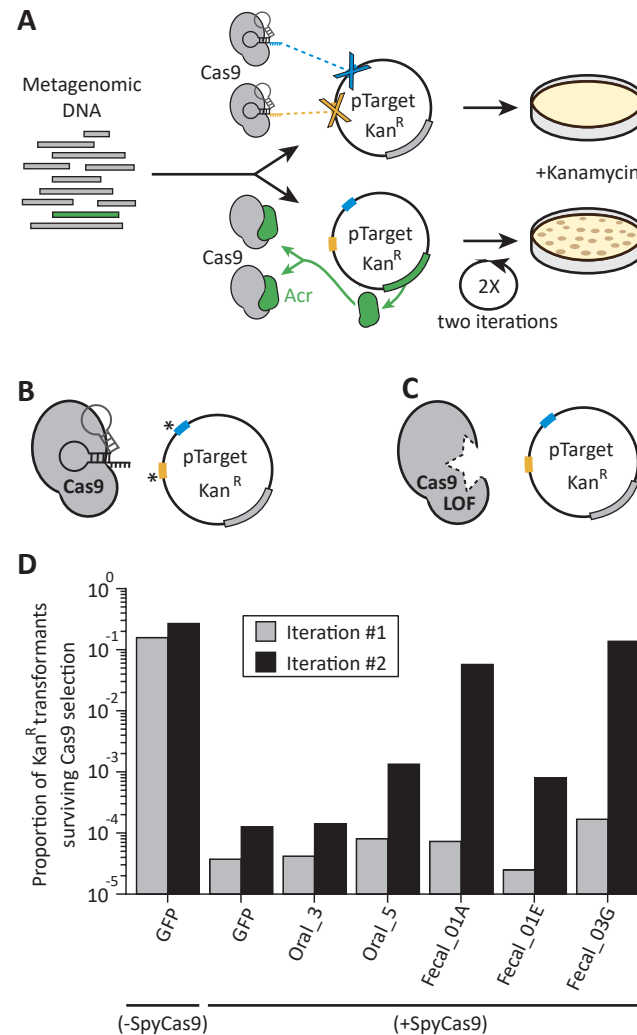 A
Metagenomic
DNA
Cas9
pTarget
Kan^R
+Kanamycin
Cas9
Acr
pTarget
Kan^R
2X
two iterations
B
Cas9
*
*
pTarget
Kan^R
C
Cas9
LOF
pTarget
Kan^R
D
Proportion of Kan^R transformants
surviving Cas9 selection
10^0
10^-1
10^-2
10^-3
10^-4
10^-5
Iteration #1
Iteration #2
GFP
GFP
Oral_3
Oral_5
Fecal_01A
Fecal_01E
Fecal_03G
(-SpyCas9)
(+SpyCas9)